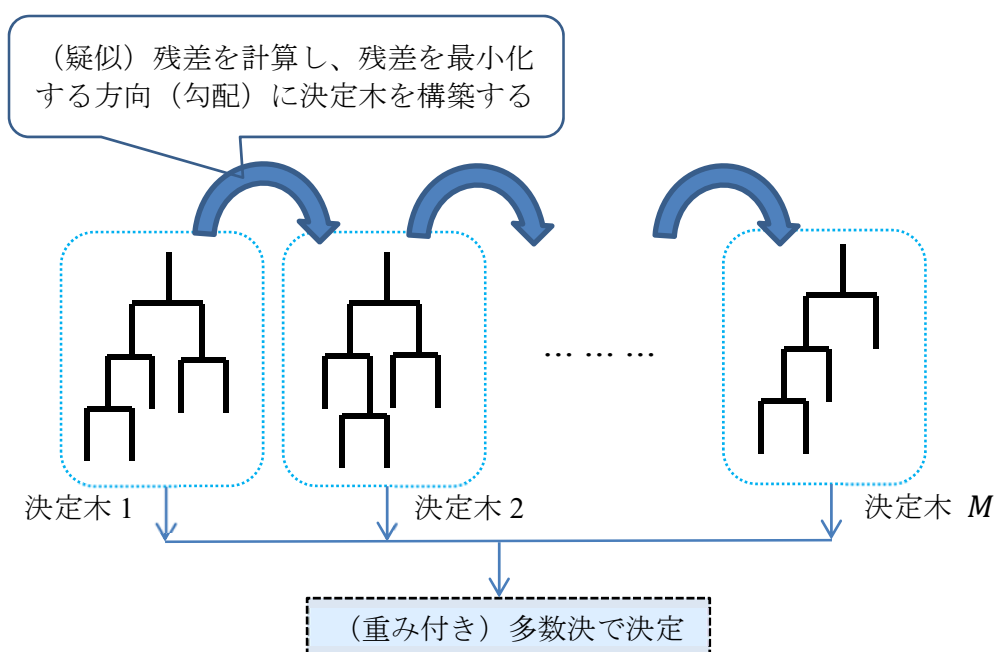 （疑似）残差を計算し、残差を最小化
する方向（勾配）に決定木を構築する
… … …
決定木 1
決定木 2
決定木 M
（重み付き）多数決で決定